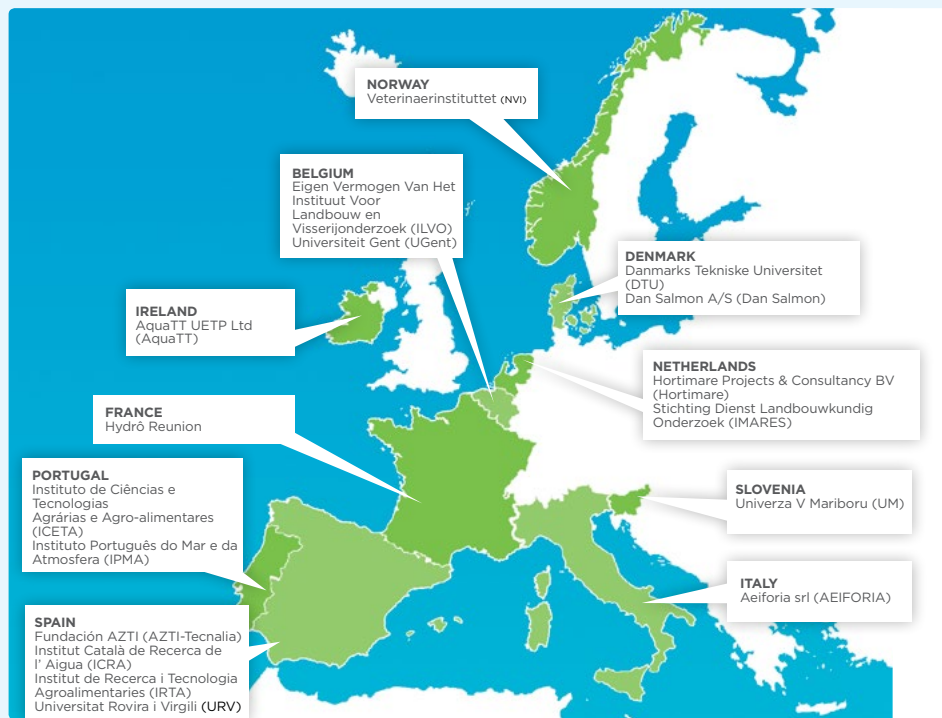 NORWAY
Veterinaerinstituttet (NVI)
BELGIUM
Eigen Vermogen Van Het
Instituut Voor
Landbouw en
Visserijonderzoek (ILVO)
Universiteit Gent (UGent)
DENMARK
Danmarks Tekniske Universitet
(DTU)
Dan Salmon A/S (Dan Salmon)
IRELAND
AquaTT UETP Ltd
(AquaTT)
NETHERLANDS
Hortimare Projects & Consultancy BV
(Hortimare)
Stichting Dienst Landbouwkundig
Onderzoek (IMARES)
FRANCE
Hydrô Reunion
PORTUGAL
Instituto de Ciências e
Tecnologias
Agrárias e Agro-alimentares
(ICETA)
Instituto Português do Mar e da
Atmosfera (IPMA)
SLOVENIA
Univerza V Mariboru (UM)
ITALY
Aeiforia srl (AEIFORIA)
SPAIN
Fundación AZTI (AZTI-Tecnalia)
Institut Català de Recerca de
l' Aigua (ICRA)
Institut de Recerca i Tecnologia
Agroalimentaries (IRTA)
Universitat Rovira i Virgili (URV)